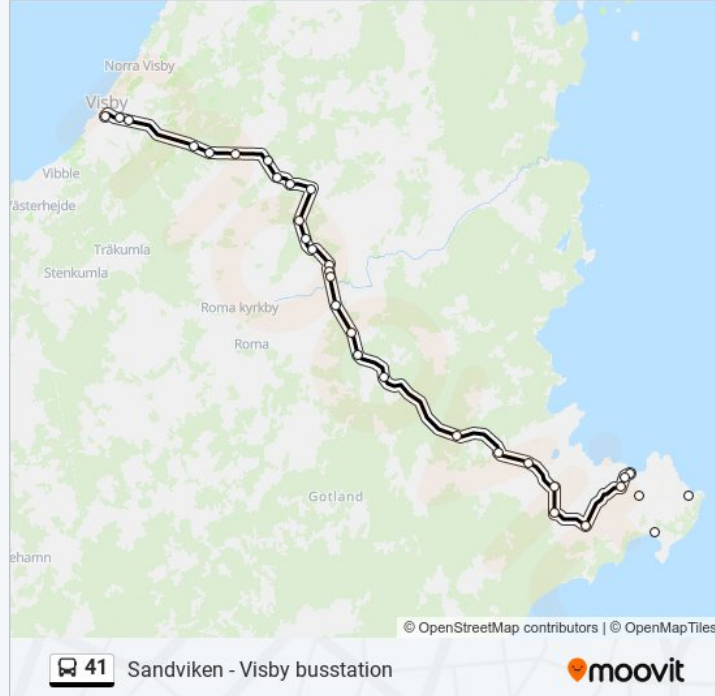 Norra Visby
Visby
Vibble
ästerhejde
Träkumla
Stenkumla
Roma kyrkby
Roma
Gotland
ehamn
© OpenStreetMap contributors | © OpenMapTiles
41 Sandviken - Visby busstation
moovit